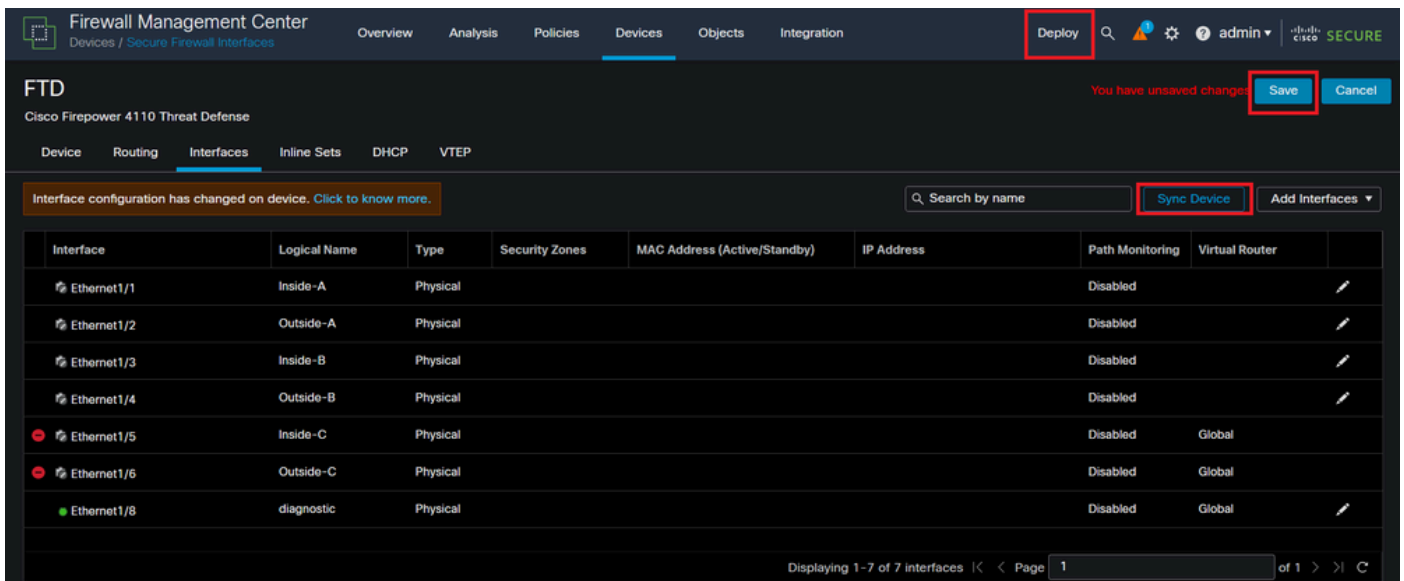 Firewall Management Center
Devices / Secure Firewall Interfaces
Overview Analysis Policies Devices Objects Integration
Deploy 1 admin cisco SECURE
FTD
You have unsaved changes Save Cancel
Cisco Firepower 4110 Threat Defense
Device Routing Interfaces Inline Sets DHCP VTEP
Interface configuration has changed on device. Click to know more.
Search by name Sync Device Add Interfaces
Interface Logical Name Type Security Zones MAC Address (Active/Standby) IP Address Path Monitoring Virtual Router
Ethernet1/1 Inside-A Physical Disabled
Ethernet1/2 Outside-A Physical Disabled
Ethernet1/3 Inside-B Physical Disabled
Ethernet1/4 Outside-B Physical Disabled
Ethernet1/5 Inside-C Physical Disabled Global
Ethernet1/6 Outside-C Physical Disabled Global
Ethernet1/8 diagnostic Physical Disabled Global
Displaying 1-7 of 7 interfaces |< < Page 1 of 1 > >|